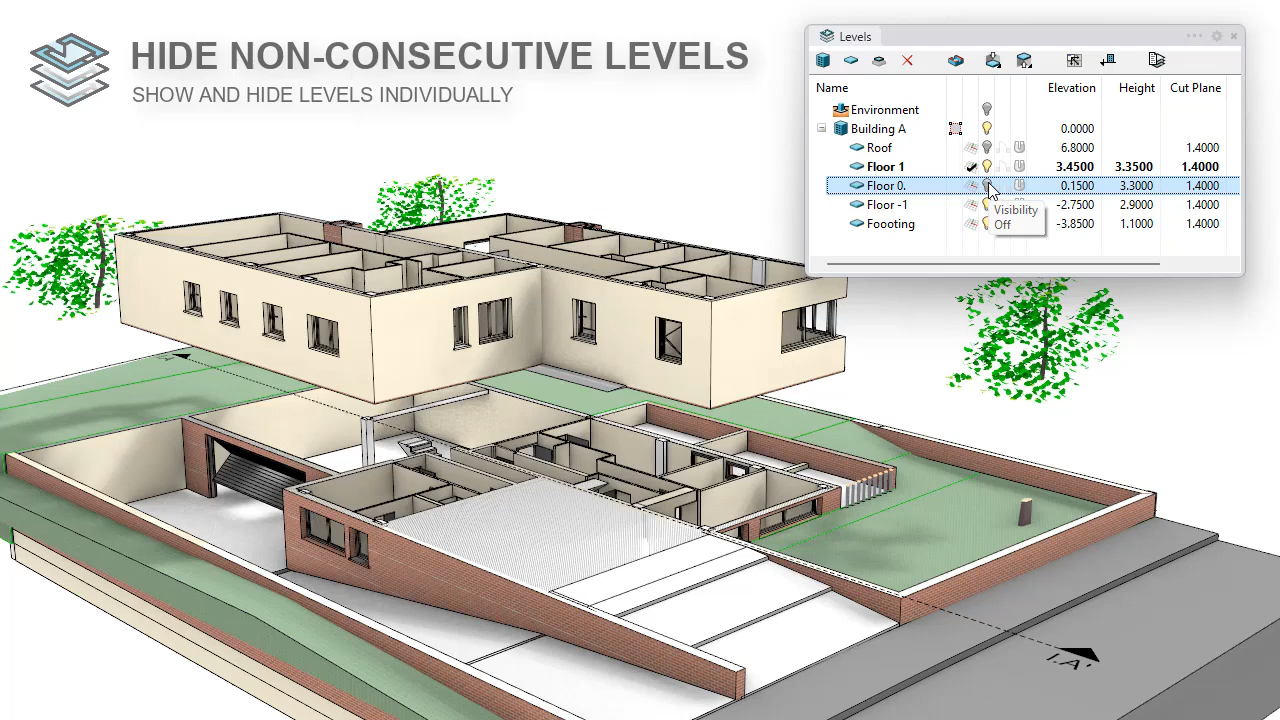 HIDE NON-CONSECUTIVE LEVELS
SHOW AND HIDE LEVELS INDIVIDUALLY
Levels
Name Elevation Height Cut Plane
Environment
Building A 0.0000
Roof 6.8000 1.4000
Floor 1 3.4500 3.3500 1.4000
Floor 0. 0.1500 3.3000 1.4000
Floor -1 -2.7500 2.9000 1.4000
Foooting -3.8500 1.1000 1.4000
Visibility
Off
I.A'